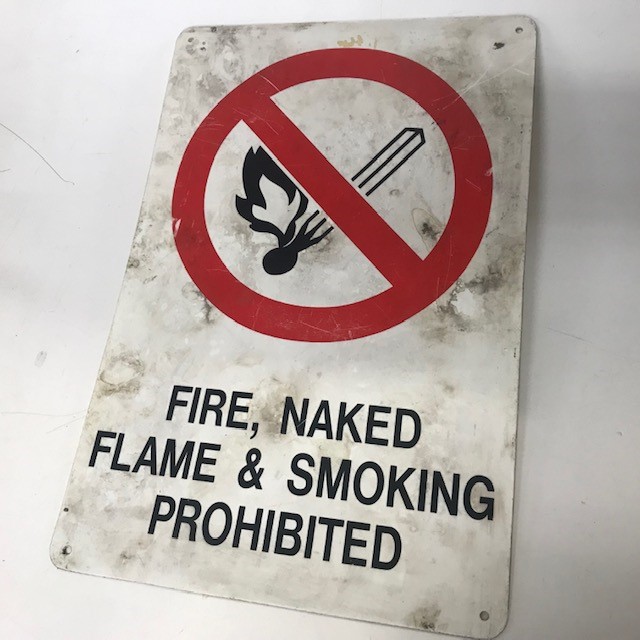 FIRE, NAKED
FLAME & SMOKING
PROHIBITED